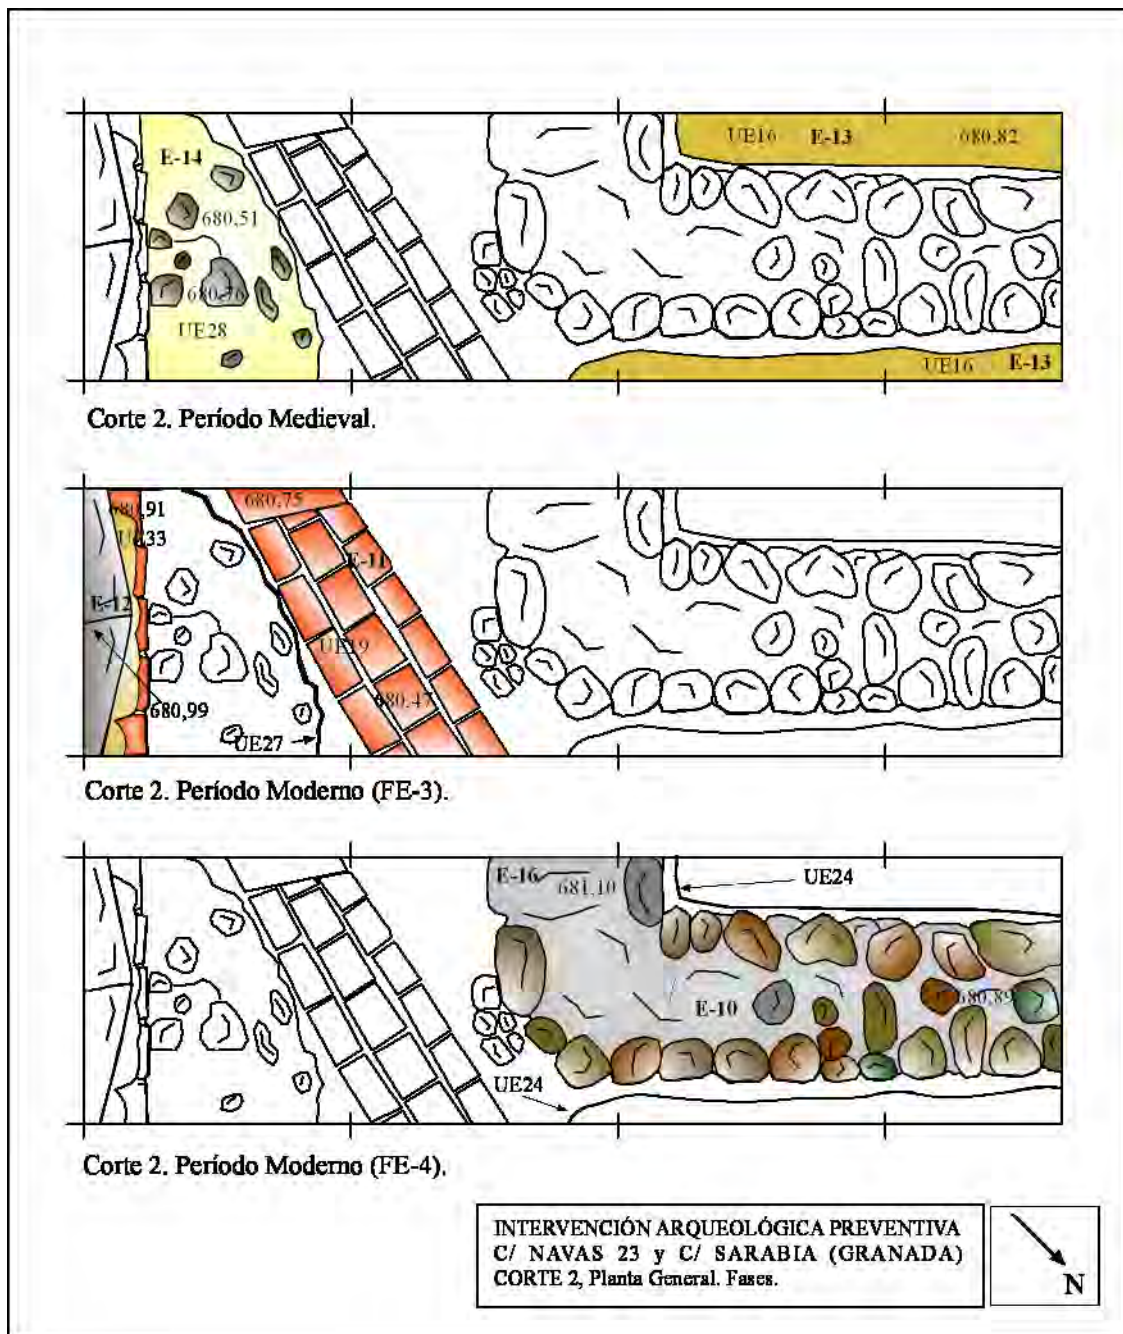 UE16 E-13 680,82
E-14
680,51
680,76
UE28
UE16 E-13
Corte 2. Período Medieval.
680,91
680,75
UE33
E-11
E-12
UE19
680,47
680,99
UE27
Corte 2. Período Moderno (FE-3).
E-16
681,10
UE24
E-10
680,89
UE24
Corte 2. Período Moderno (FE-4).
INTERVENCIÓN ARQUEOLÓGICA PREVENTIVA
C/ NAVAS 23 y C/ SARABIA (GRANADA)
CORTE 2, Planta General. Fases.
N